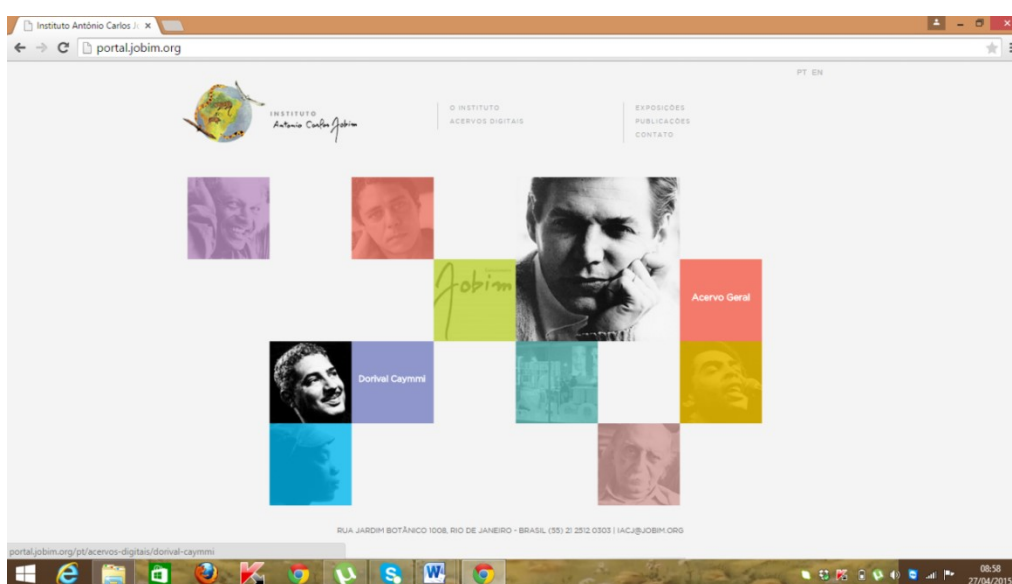 Instituto Antônio Carlos J
portal.jobim.org
PT EN
INSTITUTO
Antonio Carlos Jobim
O INSTITUTO
ACERVOS DIGITAIS
EXPOSIÇÕES
PUBLICAÇÕES
CONTATO
Jobim
Acervo Geral
Dorival Caymmi
RUA JARDIM BOTÂNICO 1008, RIO DE JANEIRO - BRASIL (55) 21 2512 0303 | IACJ@JOBIM.ORG
portal.jobim.org/pt/acervos-digitais/dorival-caymmi
08:58
27/04/2015